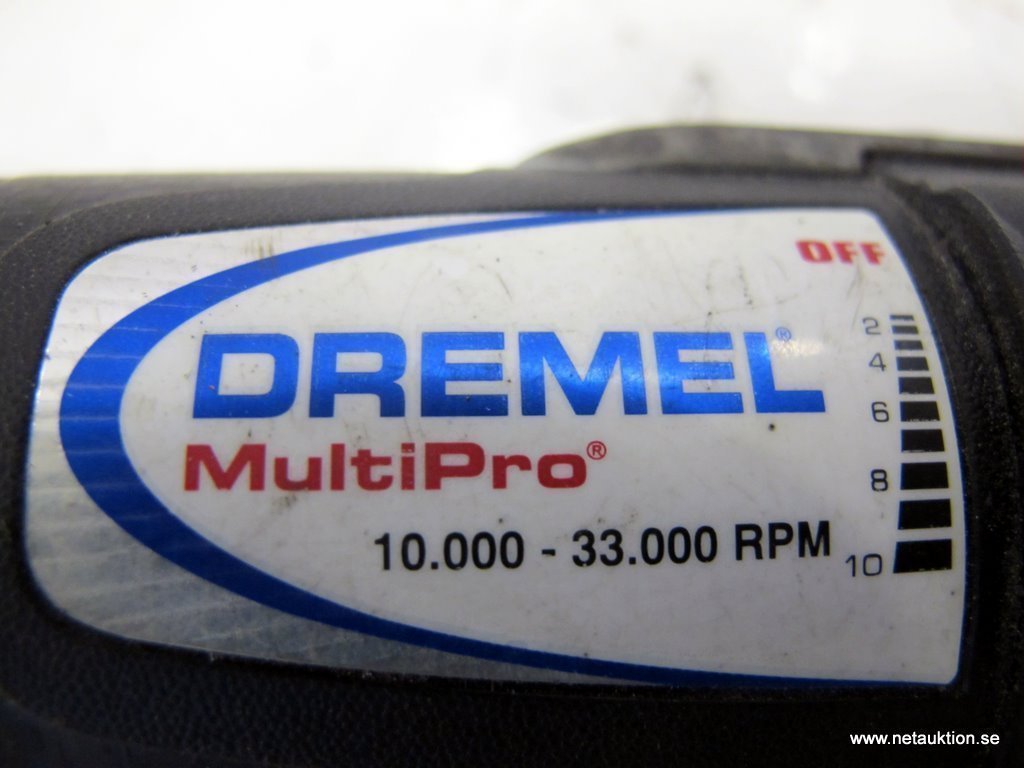 OFF
DREMEL®
MultiPro®
10.000 - 33.000 RPM
2
4
6
8
10
www.netauktion.se